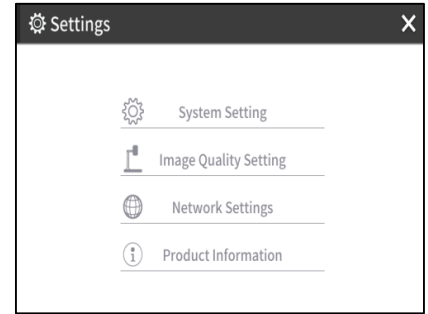 Settings
System Setting
Image Quality Setting
Network Settings
Product Information